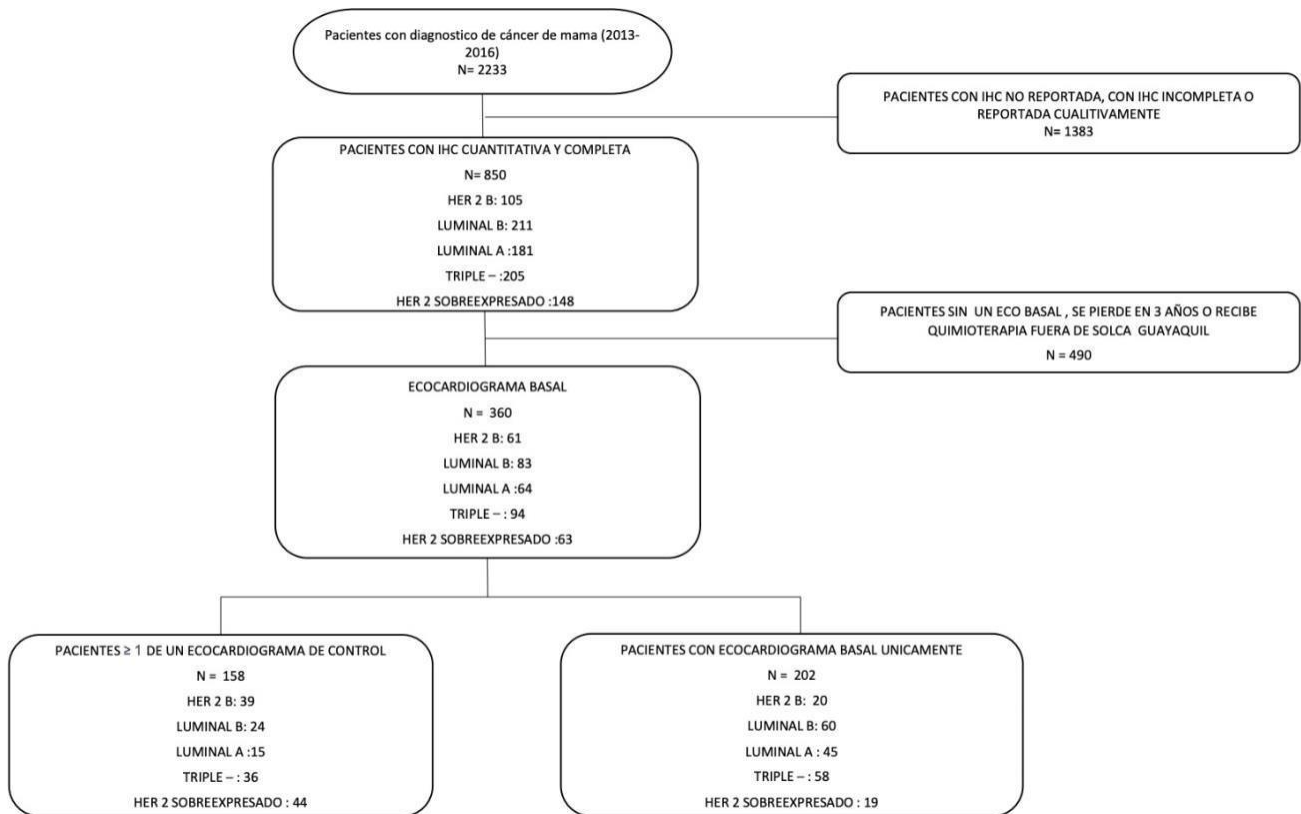 Pacientes con diagnostico de cáncer de mama (2013-
2016)
N= 2233
PACIENTES CON IHC NO REPORTADA, CON IHC INCOMPLETA O
REPORTADA CUALITIVAMENTE
N= 1383
PACIENTES CON IHC CUANTITATIVA Y COMPLETA
N= 850
HER 2 B: 105
LUMINAL B: 211
LUMINAL A :181
TRIPLE – :205
HER 2 SOBREEXPRESADO :148
PACIENTES SIN UN ECO BASAL , SE PIERDE EN 3 AÑOS O RECIBE
QUIMIOTERAPIA FUERA DE SOLCA GUAYAQUIL
N = 490
ECOCARDIOGRAMA BASAL
N = 360
HER 2 B: 61
LUMINAL B: 83
LUMINAL A :64
TRIPLE – : 94
HER 2 SOBREEXPRESADO :63
PACIENTES ≥ 1 DE UN ECOCARDIOGRAMA DE CONTROL
N = 158
HER 2 B: 39
LUMINAL B: 24
LUMINAL A :15
TRIPLE – : 36
HER 2 SOBREEXPRESADO : 44
PACIENTES CON ECOCARDIOGRAMA BASAL UNICAMENTE
N = 202
HER 2 B: 20
LUMINAL B: 60
LUMINAL A : 45
TRIPLE – : 58
HER 2 SOBREEXPRESADO : 19